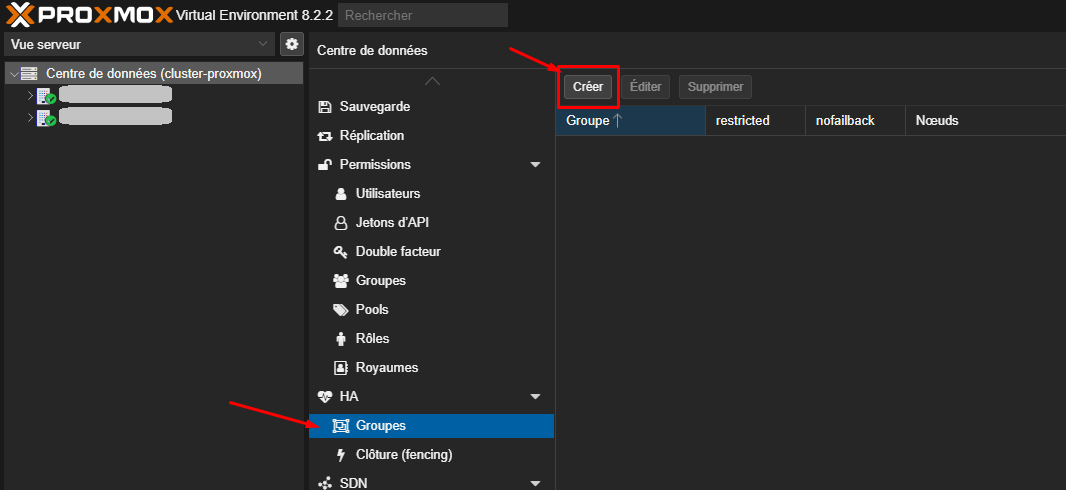 PROXMOX Virtual Environment 8.2.2 Rechercher
Vue serveur
Centre de données (cluster-proxmox)
Centre de données
Sauvegarde
Réplication
Permissions
Utilisateurs
Jetons d'API
Double facteur
Groupes
Pools
Rôles
Royaumes
HA
Groupes
Clôture (fencing)
SDN
Créer Éditer Supprimer
Groupe restricted nofailback Nœuds